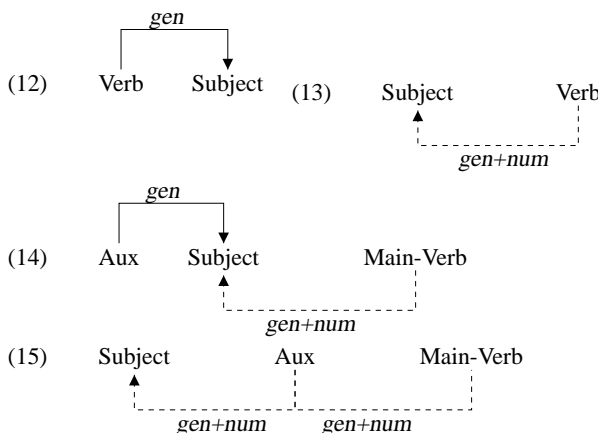 gen
(12) Verb Subject
(13) Subject Verb
gen+num
gen
(14) Aux Subject Main-Verb
gen+num
(15) Subject Aux Main-Verb
gen+num gen+num